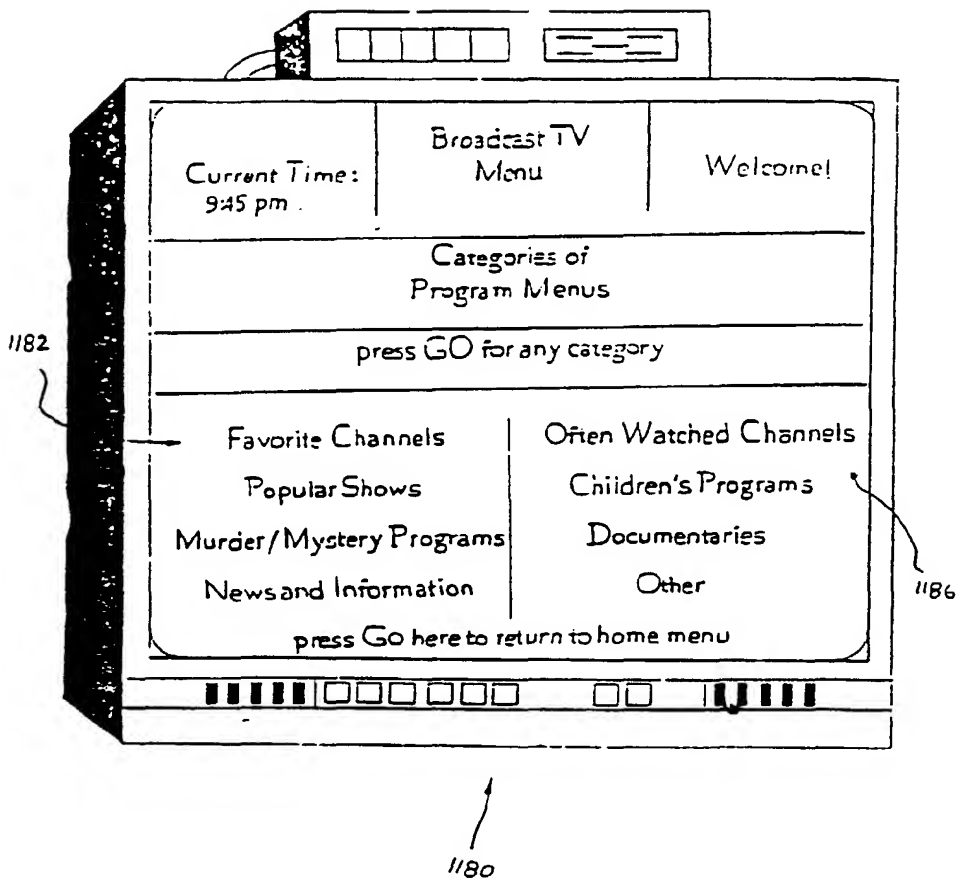 Broadcast TV
Menu
Current Time:
9:45 pm
Welcome!
Categories of
Program Menus
press GO for any category
1182
Favorite Channels
Often Watched Channels
Popular Shows
Children's Programs
Murder/Mystery Programs
Documentaries
News and Information
Other
1186
press Go here to return to home menu
1180